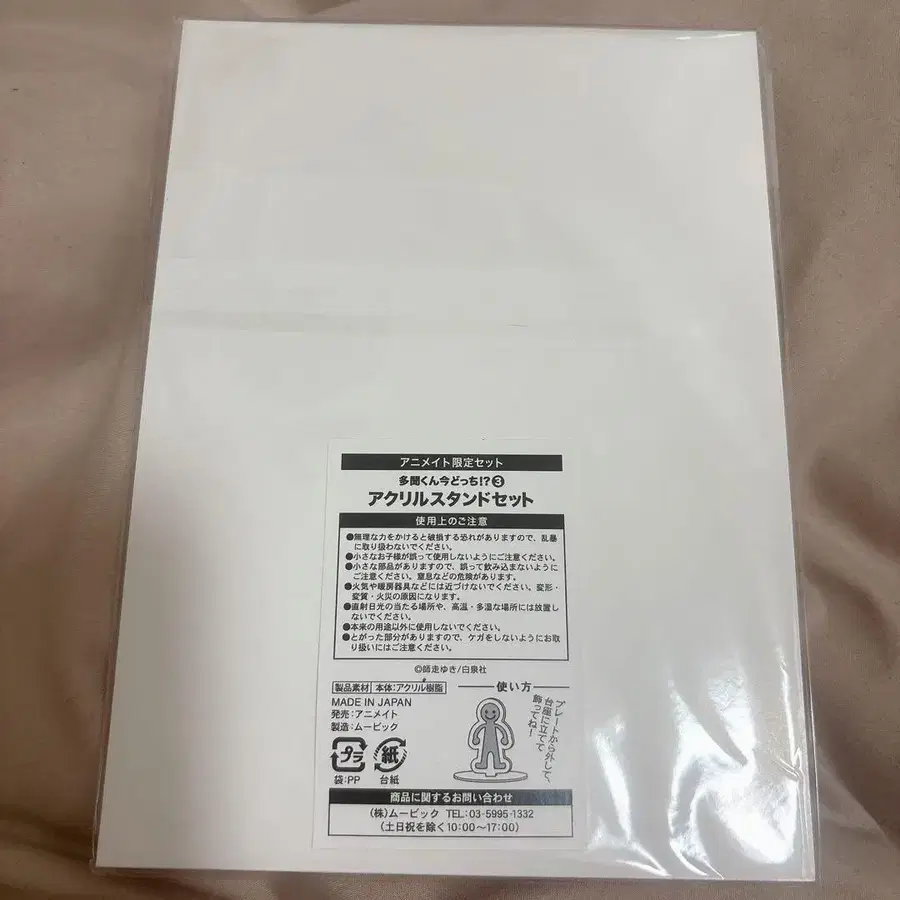 アニメイト限定セット
多聞くん今どっち!?❸
アクリルスタンドセット
使用上のご注意
●無理な力をかけると破損する恐れがありますので、乱暴
に取り扱わないでください。
●小さなお子様が誤って使用しないようにご注意ください。
●小さな部品がありますので、誤って飲み込まないように
ご注意ください。窒息などの危険があります。
●火気や暖房器具などには近づけないでください。変形・
変質・火災の原因になります。
●直射日光の当たる場所や、高温・多湿な場所には放置し
ないでください。
●本来の用途以外に使用しないでください。
●とがった部分がありますので、ケガをしないようにお取
り扱いにはご注意ください。
©師走ゆき/白泉社
製品素材 本体:アクリル樹脂
MADE IN JAPAN
発売:アニメイト
製造:ムービック
プラ
袋:PP
紙
台紙
使い方
プレートから外して、
台座に立てて
飾ってね!
商品に関するお問い合わせ
(株)ムービック TEL:03-5995-1332
(土日祝を除く10:00〜17:00)